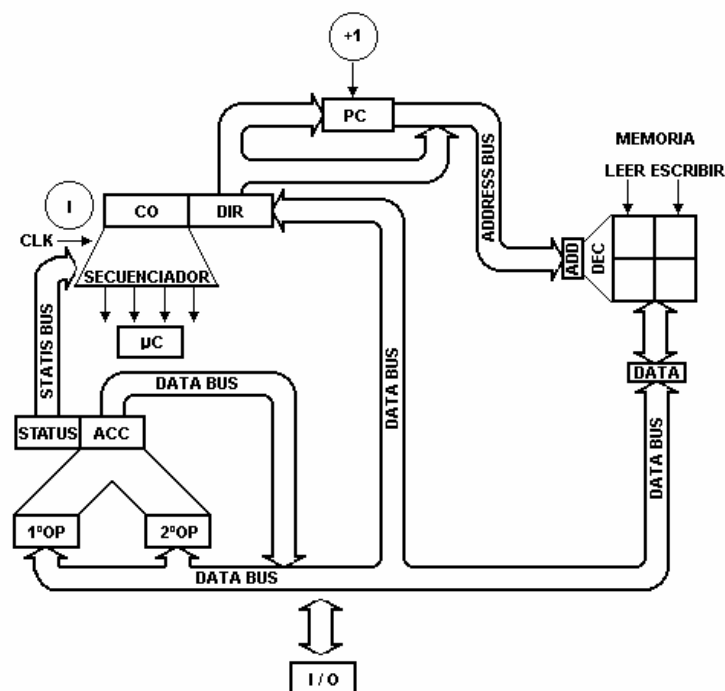 +1
PC
MEMORIA
LEER ESCRIBIR
ADDRESS BUS
I
CO
DIR
CLK
ADD
DEC
SECUENCIADOR
STATIS BUS
µC
DATA BUS
DATA BUS
DATA
DATA BUS
STATUS
ACC
1ºOP
2ºOP
DATA BUS
I / O